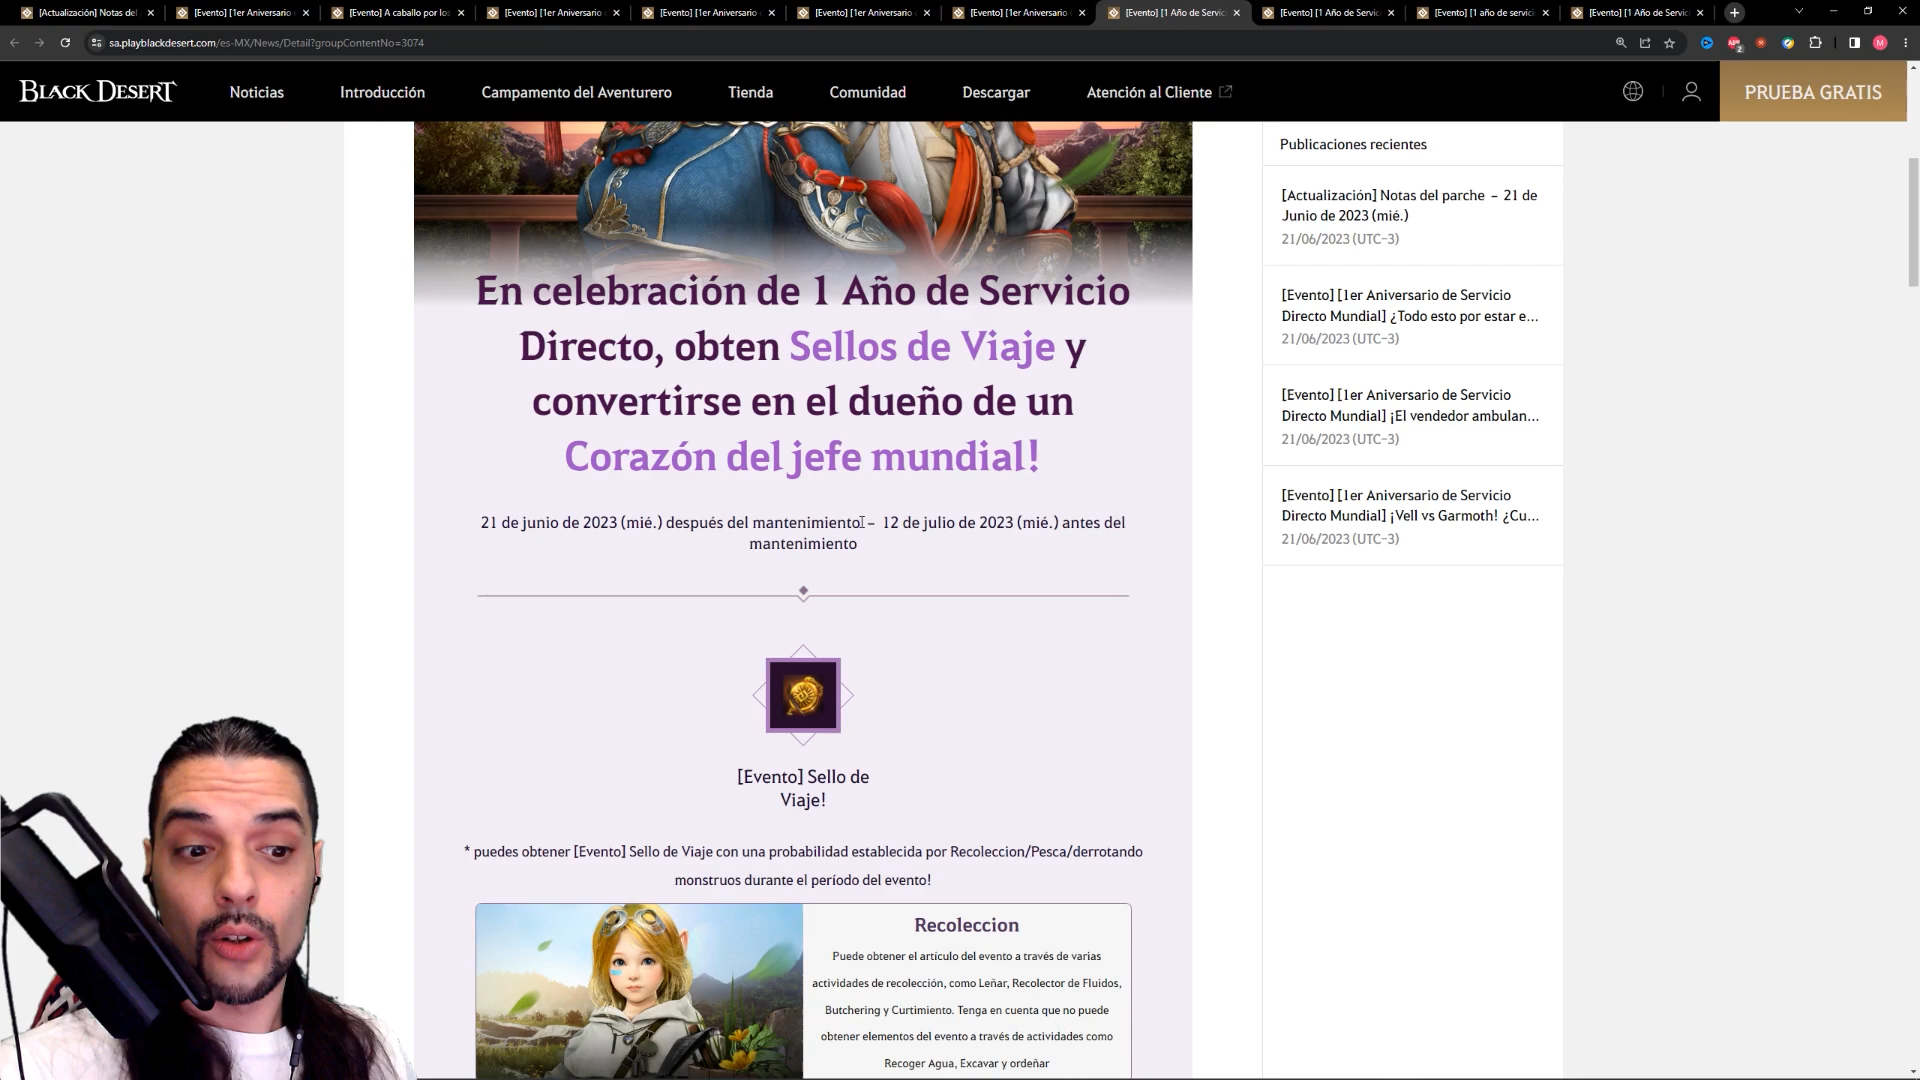 [Actualización] Notas del
[Evento] [1er Aniversario
[Evento] A caballo por los
[Evento] [1er Aniversario
[Evento] [1er Aniversario
[Evento] [1er Aniversario
[Evento] [1er Aniversario
[Evento] [1 Año de Servic
[Evento] [1 Año de Servic
[Evento] [1 año de servic
[Evento] [1 Año de Servic
sa.playblackdesert.com/es-MX/News/Detail?groupContentNo=3074
BLACK DESERT
Noticias
Introducción
Campamento del Aventurero
Tienda
Comunidad
Descargar
Atención al Cliente
PRUEBA GRATIS
En celebración de 1 Año de Servicio
Directo, obten Sellos de Viaje y
convertirse en el dueño de un
Corazón del jefe mundial!
21 de junio de 2023 (mié.) después del mantenimiento – 12 de julio de 2023 (mié.) antes del
mantenimiento
[Evento] Sello de
Viaje!
* puedes obtener [Evento] Sello de Viaje con una probabilidad establecida por Recoleccion/Pesca/derrotando
monstruos durante el período del evento!
Recoleccion
Puede obtener el artículo del evento a través de varias
actividades de recolección, como Leñar, Recolector de Fluidos,
Butchering y Curtimiento. Tenga en cuenta que no puede
obtener elementos del evento a través de actividades como
Recoger Agua, Excavar y ordeñar
Publicaciones recientes
[Actualización] Notas del parche – 21 de
Junio de 2023 (mié.)
21/06/2023 (UTC-3)
[Evento] [1er Aniversario de Servicio
Directo Mundial] ¿Todo esto por estar e...
21/06/2023 (UTC-3)
[Evento] [1er Aniversario de Servicio
Directo Mundial] ¡El vendedor ambulan...
21/06/2023 (UTC-3)
[Evento] [1er Aniversario de Servicio
Directo Mundial] ¡Vell vs Garmoth! ¿Cu...
21/06/2023 (UTC-3)